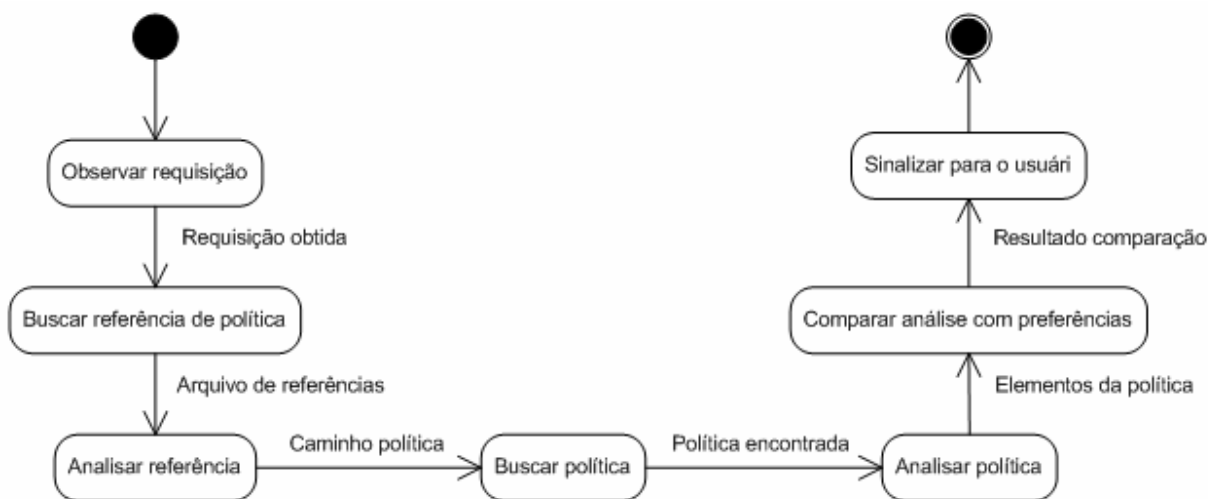 Observar requisição
Requisição obtida
Buscar referência de política
Arquivo de referências
Analisar referência
Caminho política
Buscar política
Política encontrada
Analisar política
Elementos da política
Comparar análise com preferências
Resultado comparação
Sinalizar para o usuári